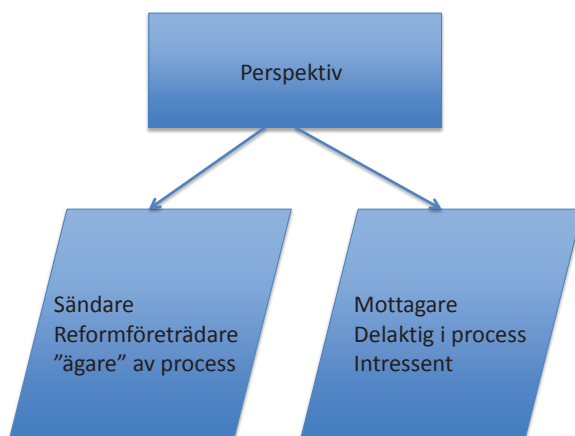 Perspektiv
Sändare
Reformföreträdare
”ägare” av process
Mottagare
Delaktig i process
Intressent